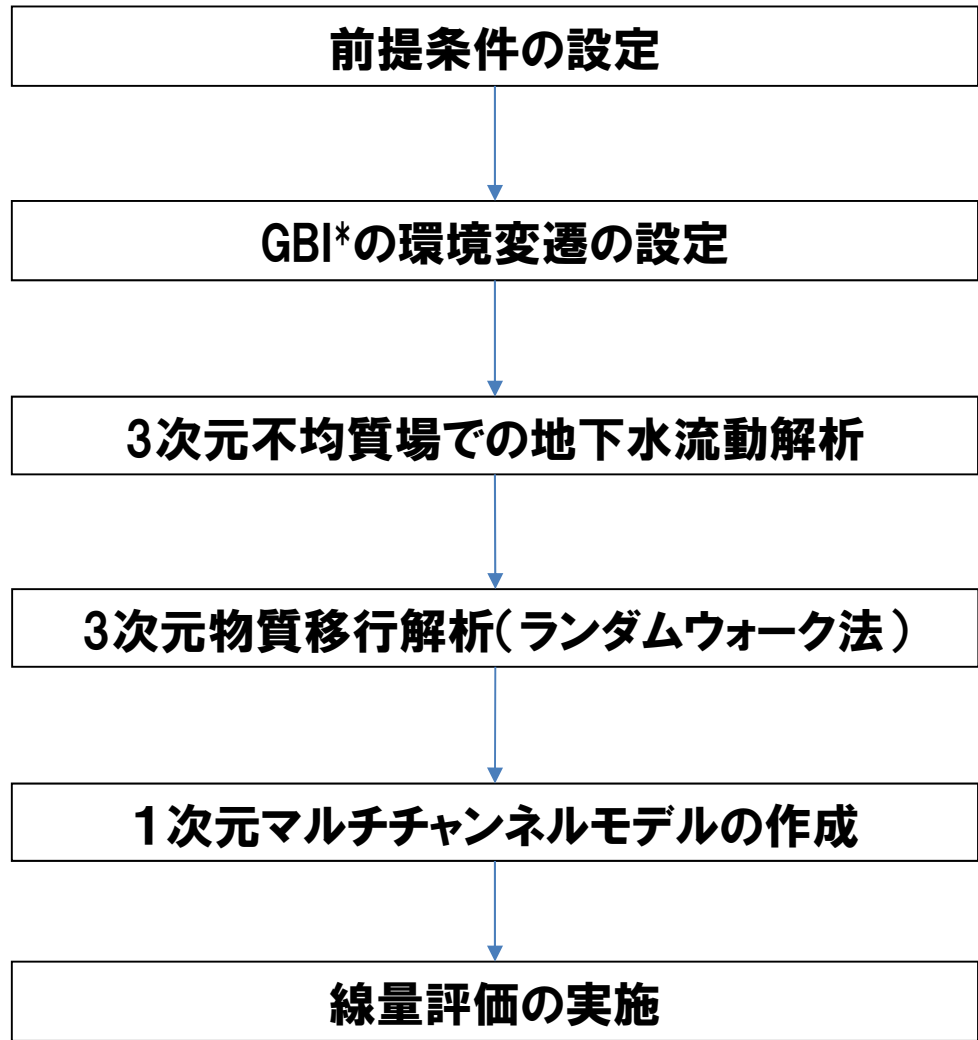 前提条件の設定
GBI*の環境変遷の設定
3次元不均質場での地下水流動解析
3次元物質移行解析(ランダムウォーク法)
１次元マルチチャンネルモデルの作成
線量評価の実施